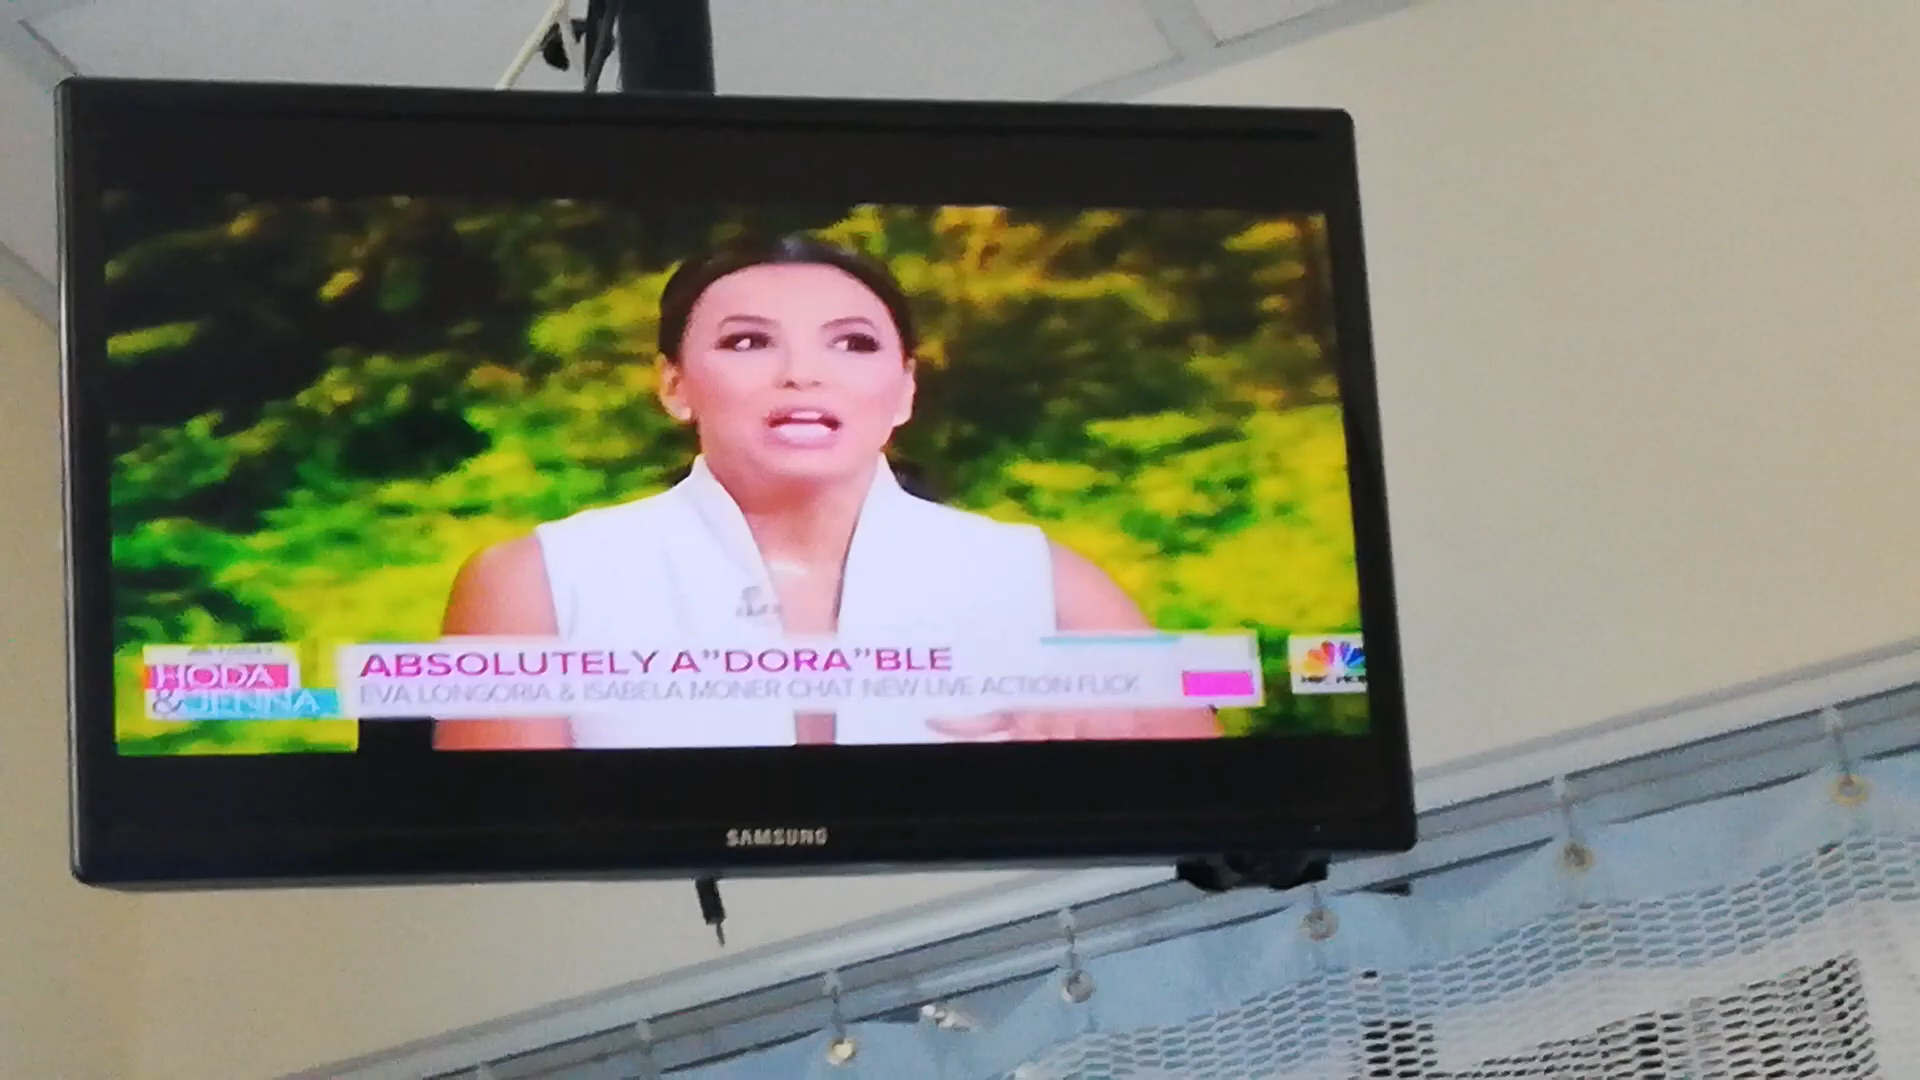 HODA
&JENNA
ABSOLUTELY A"DORA"BLE
EVA LONGORIA & ISABELA MONER CHAT NEW LIVE ACTION FLICK
SAMSUNG